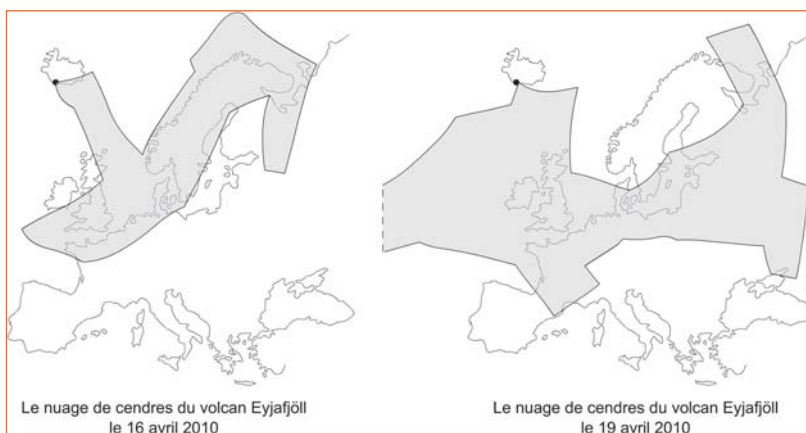 Le nuage de cendres du volcan Eyjafjöll
le 16 avril 2010
Le nuage de cendres du volcan Eyjafjöll
le 19 avril 2010